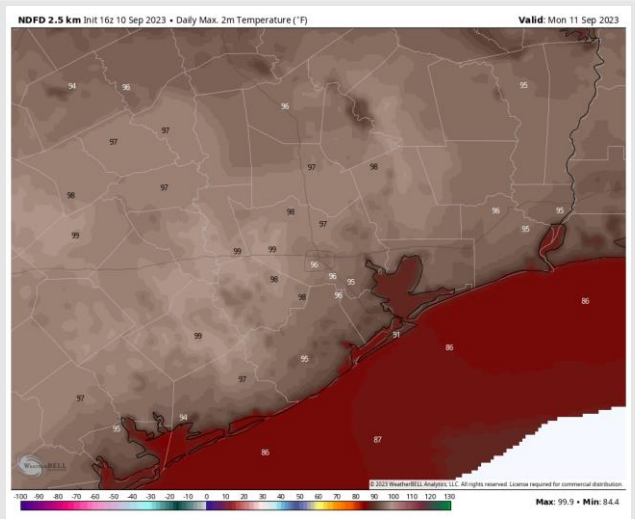 NDFD 2.5 km Init 16z 10 Sep 2023 • Daily Max. 2m Temperature (°F)
Valid: Mon 11 Sep 2023
94 96 95
96
97 97
97 98
98 97
98 96 95
99 97 95
99 99
96
98 96 95
98 96
86
99 91 86
95
97
97
94
95
87
86
WeatherBELL
© 2023 WeatherBELL Analytics, LLC. All rights reserved. License required for commercial distribution.
-100 -90 -80 -70 -60 -50 -40 -30 -20 -10 0 10 20 30 40 50 60 70 80 90 100 110 120 130
Max: 99.9 • Min: 84.4